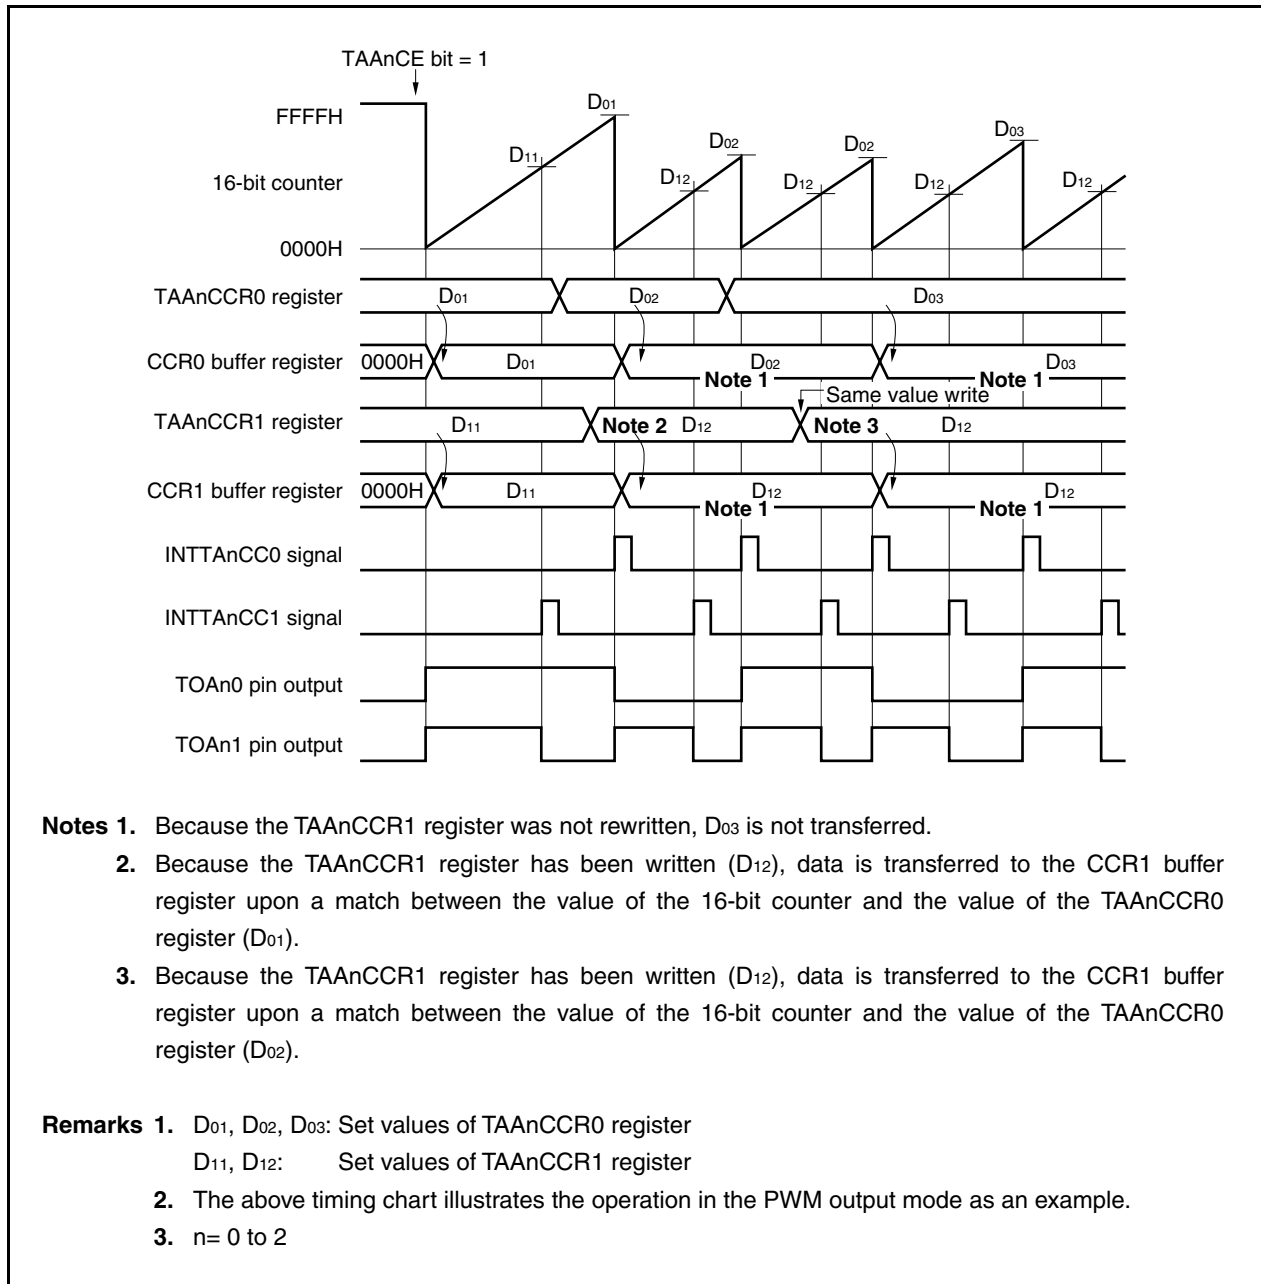 TAAnCE bit = 1
FFFFH
D01
D11
D02
D02
D03
16-bit counter
D12
D12
D12
D12
0000H
TAAnCCR0 register
D01
D02
D03
CCR0 buffer register
0000H
D01
D02
D03
Note 1
Note 1
Same value write
TAAnCCR1 register
D11
Note 2
D12
Note 3
D12
CCR1 buffer register
0000H
D11
D12
D12
Note 1
Note 1
INTTAnCC0 signal
INTTAnCC1 signal
TOAn0 pin output
TOAn1 pin output
Notes 1. Because the TAAnCCR1 register was not rewritten, D03 is not transferred.
2. Because the TAAnCCR1 register has been written (D12), data is transferred to the CCR1 buffer
register upon a match between the value of the 16-bit counter and the value of the TAAnCCR0
register (D01).
3. Because the TAAnCCR1 register has been written (D12), data is transferred to the CCR1 buffer
register upon a match between the value of the 16-bit counter and the value of the TAAnCCR0
register (D02).
Remarks 1. D01, D02, D03: Set values of TAAnCCR0 register
D11, D12: Set values of TAAnCCR1 register
2. The above timing chart illustrates the operation in the PWM output mode as an example.
3. n= 0 to 2